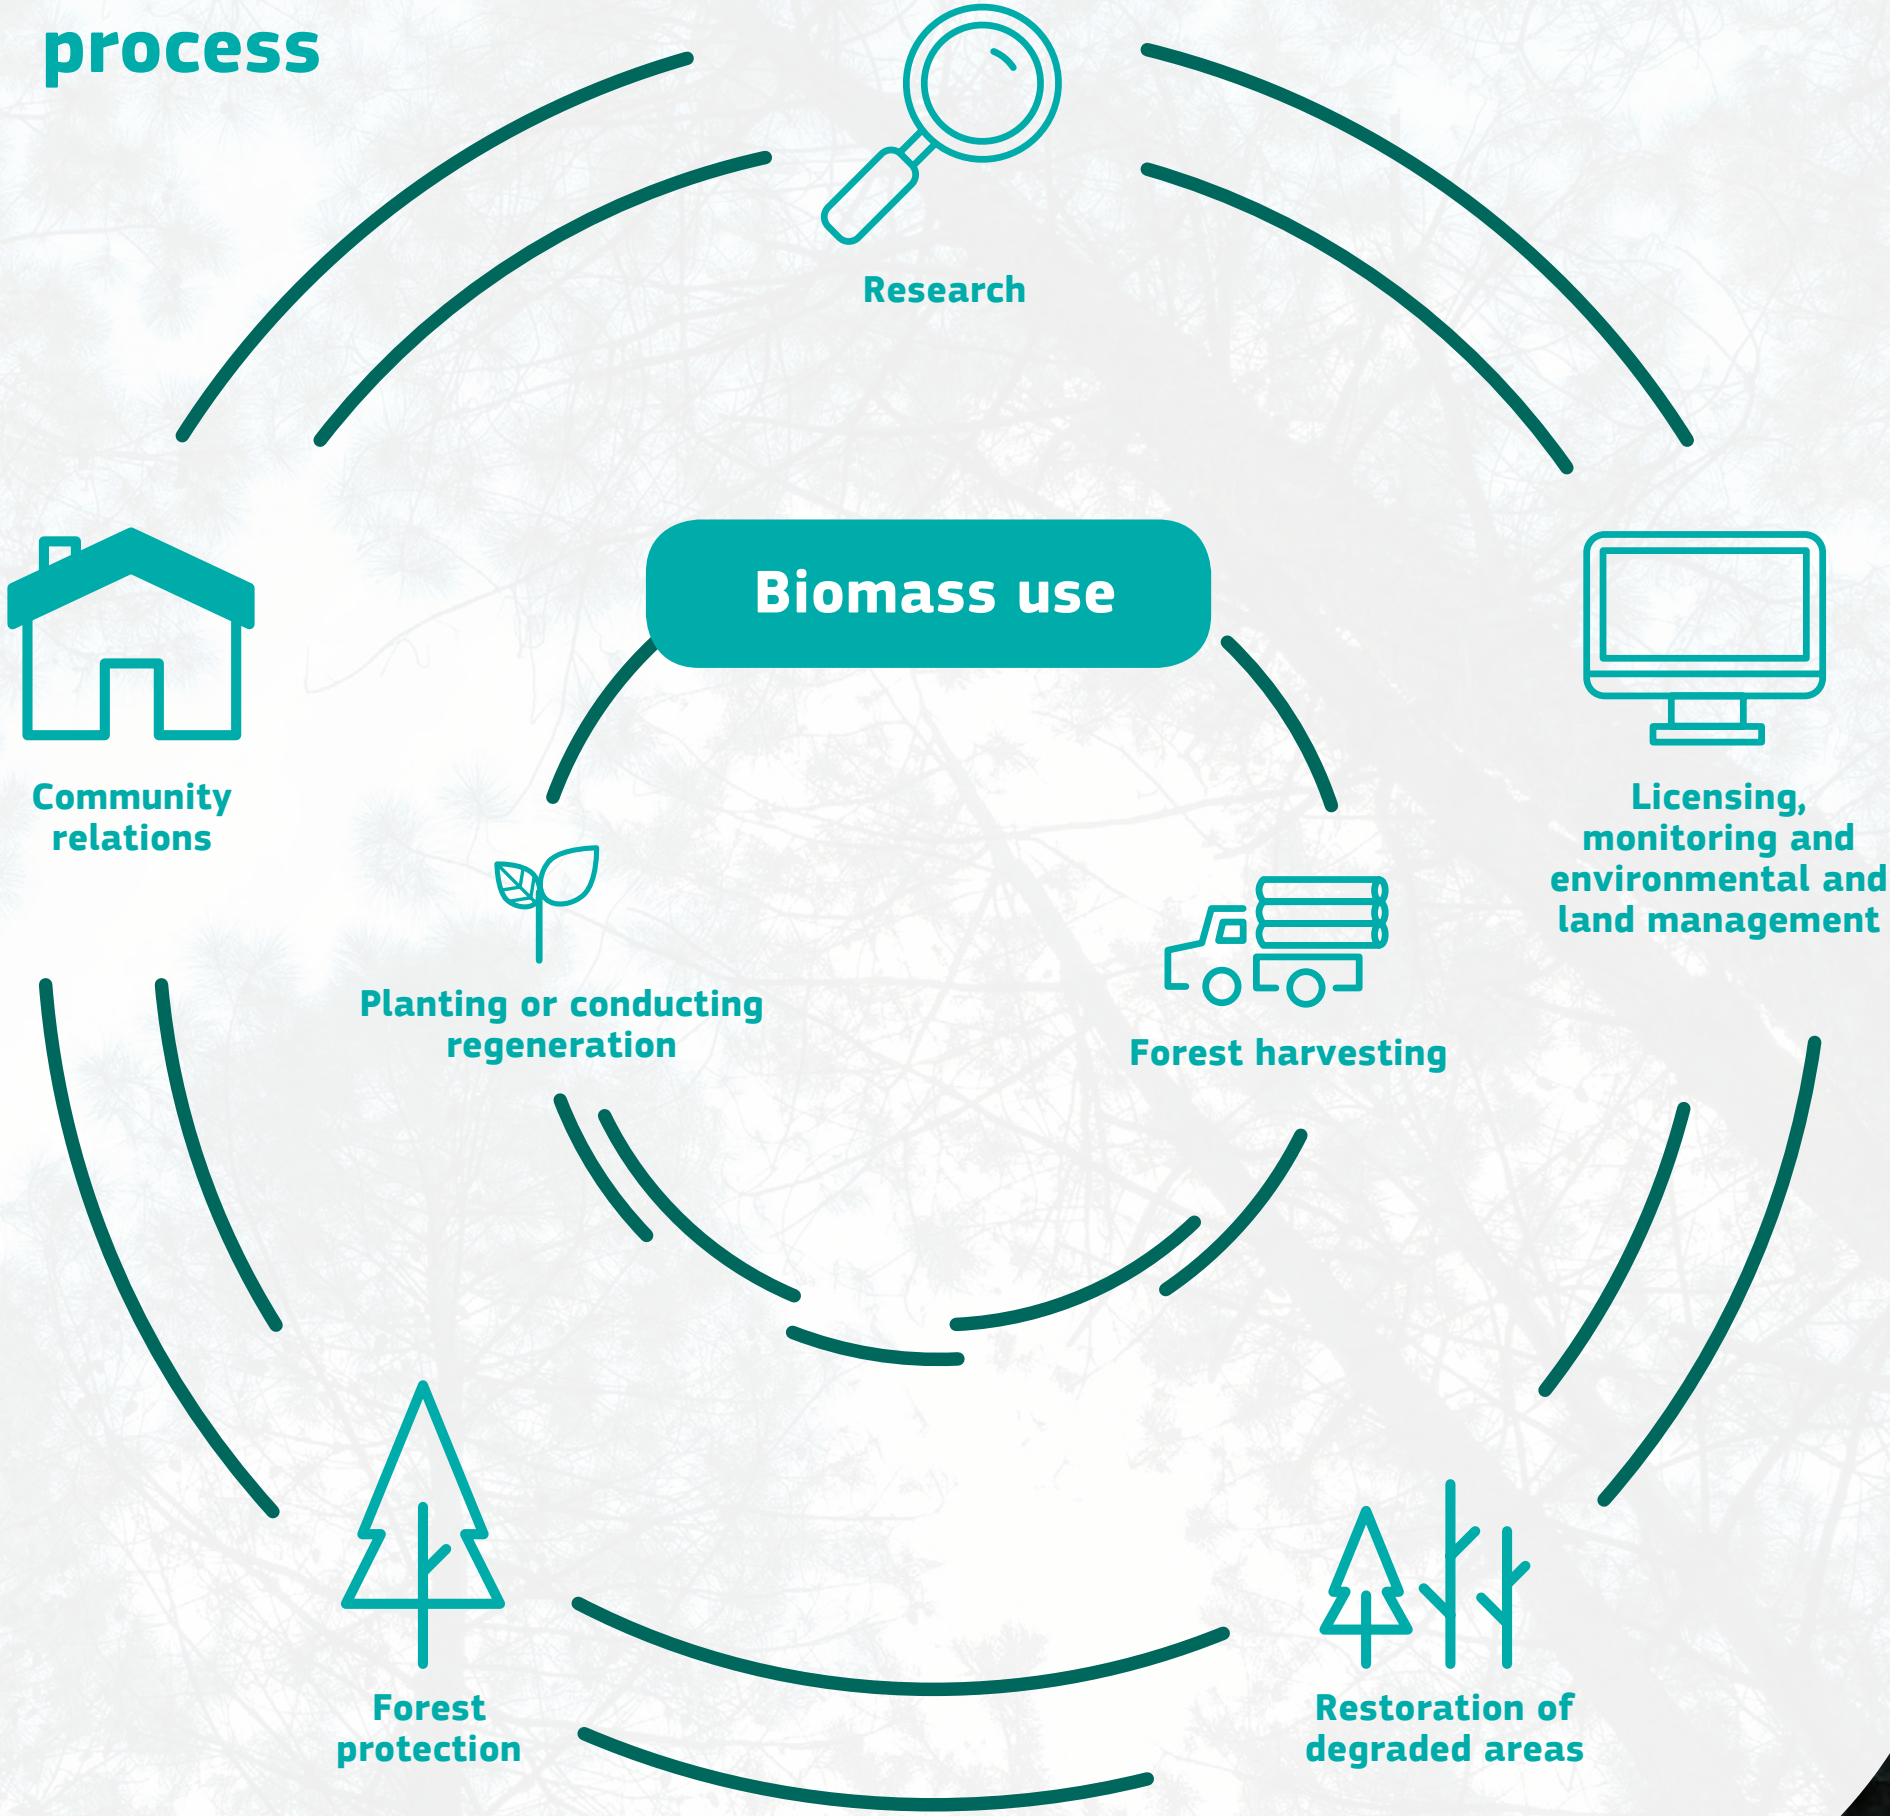 process
Research
Biomass use
Community
relations
Licensing,
monitoring and
environmental and
land management
Planting or conducting
regeneration
Forest harvesting
Forest
protection
Restoration of
degraded areas